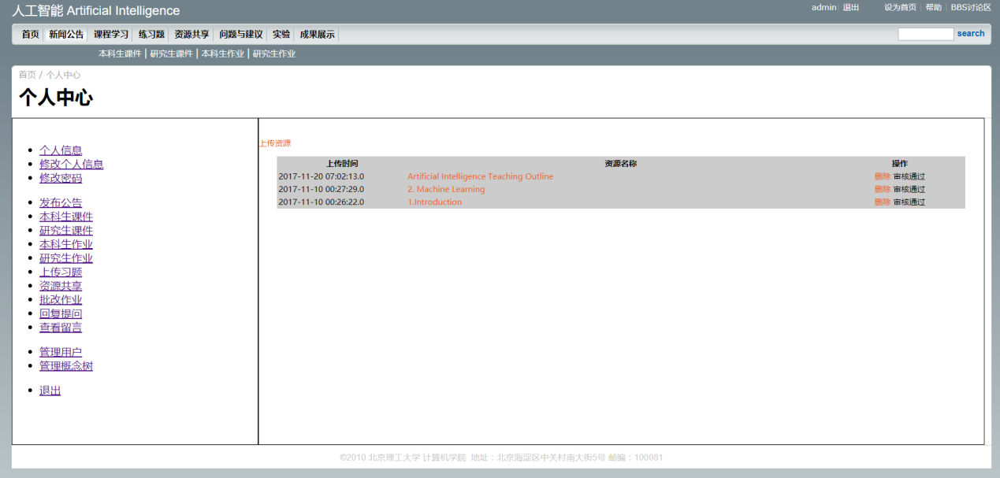 人工智能 Artificial Intelligence
admin 退出 设为首页 帮助 BBS讨论区
首页 新闻公告 课程学习 练习题 资源共享 问题与建议 实验 成果展示 search
本科生课件 | 研究生课件 | 本科生作业 | 研究生作业
首页 / 个人中心
个人中心
个人信息
修改个人信息
修改密码
发布公告
本科生课件
研究生课件
本科生作业
研究生作业
上传习题
资源共享
批改作业
回复提问
查看留言
管理用户
管理概念树
退出
上传资源
上传时间 资源名称 操作
2017-11-20 07:02:13.0 Artificial Intelligence Teaching Outline 删除 审核通过
2017-11-10 00:27:29.0 2. Machine Learning 删除 审核通过
2017-11-10 00:26:22.0 1.Introduction 删除 审核通过
©2010 北京理工大学 计算机学院 地址：北京海淀区中关村南大街5号 邮编：100081